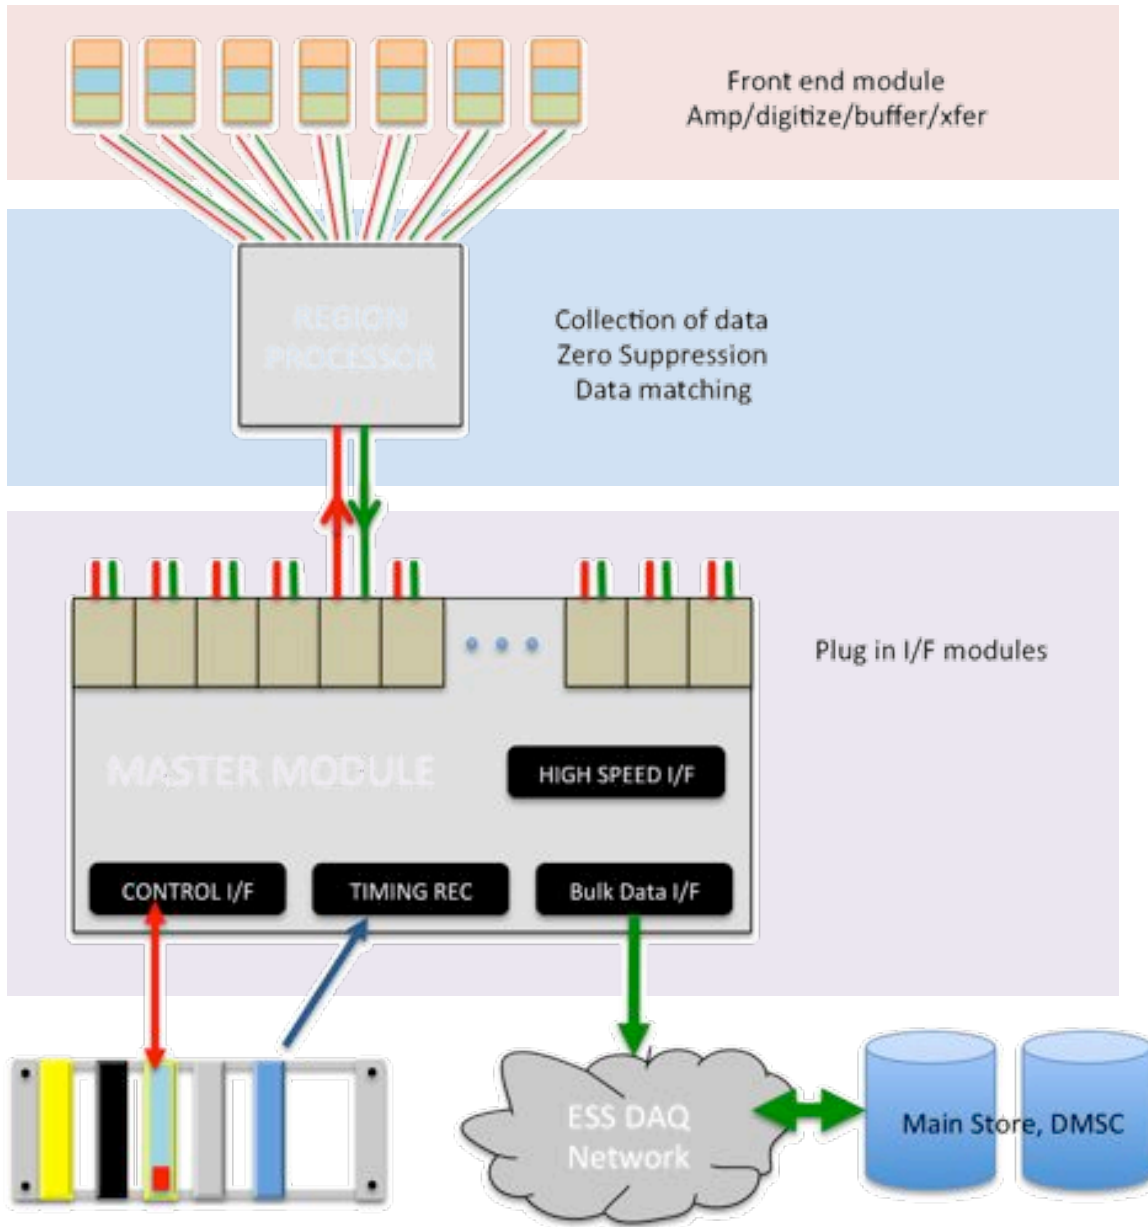 Front end module
Amp/digitize/buffer/xfer
REGION
PROCESSOR
Collection of data
Zero Suppression
Data matching
Plug in I/F modules
MASTER MODULE
HIGH SPEED I/F
CONTROL I/F
TIMING REC
Bulk Data I/F
ESS DAQ
Network
Main Store, DMSC